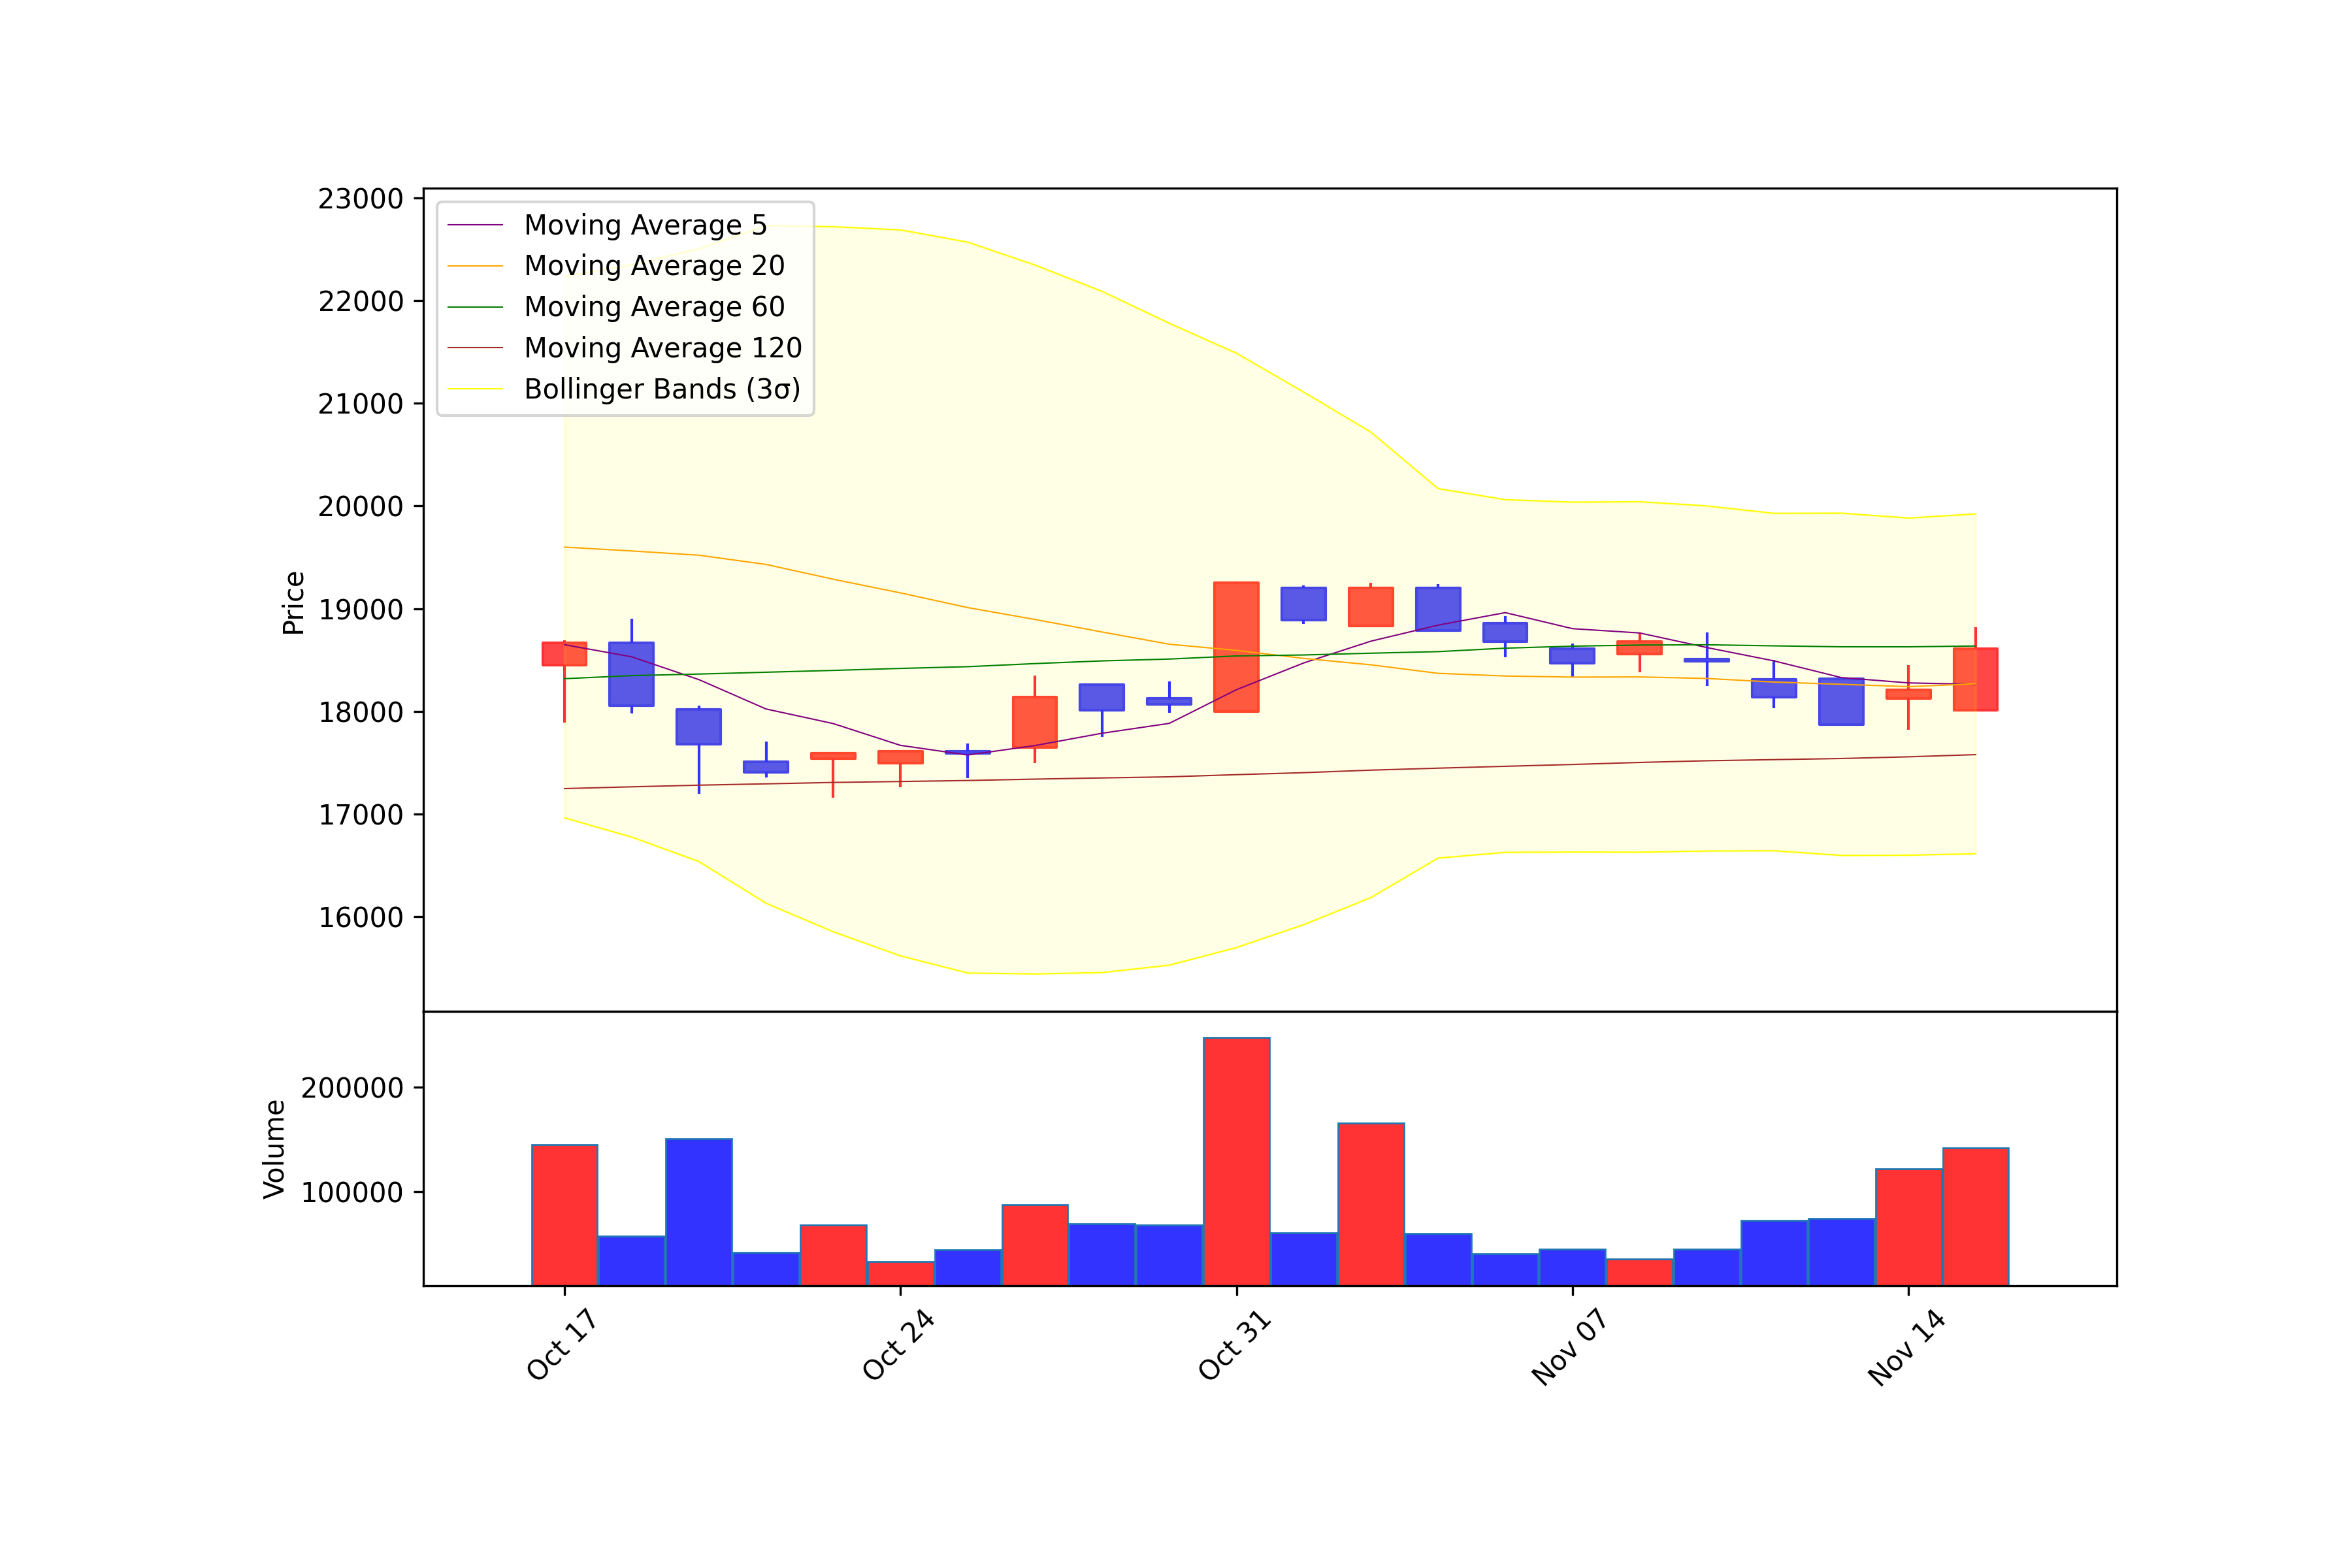 23000
22000
21000
20000
19000
18000
17000
16000
Price
Moving Average 5
Moving Average 20
Moving Average 60
Moving Average 120
Bollinger Bands (3σ)
200000
100000
Volume
Oct 17
Oct 24
Oct 31
Nov 07
Nov 14